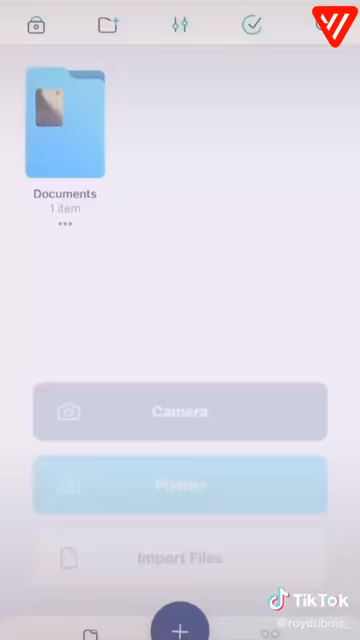 Documents
1 item
Camera
Photos
Import Files
TikTok
@roydubois_